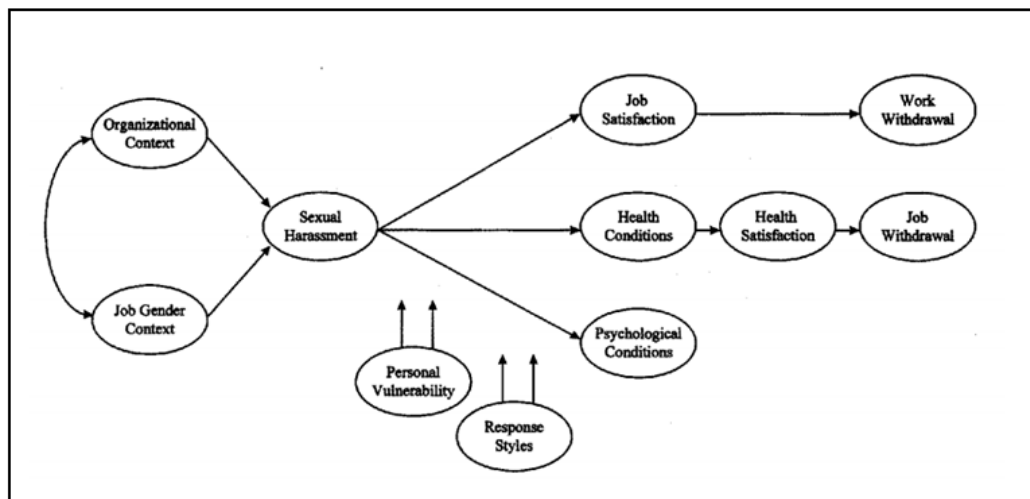 Organizational
Context
Job Gender
Context
Sexual
Harassment
Personal
Vulnerability
Response
Styles
Job
Satisfaction
Work
Withdrawal
Health
Conditions
Health
Satisfaction
Job
Withdrawal
Psychological
Conditions